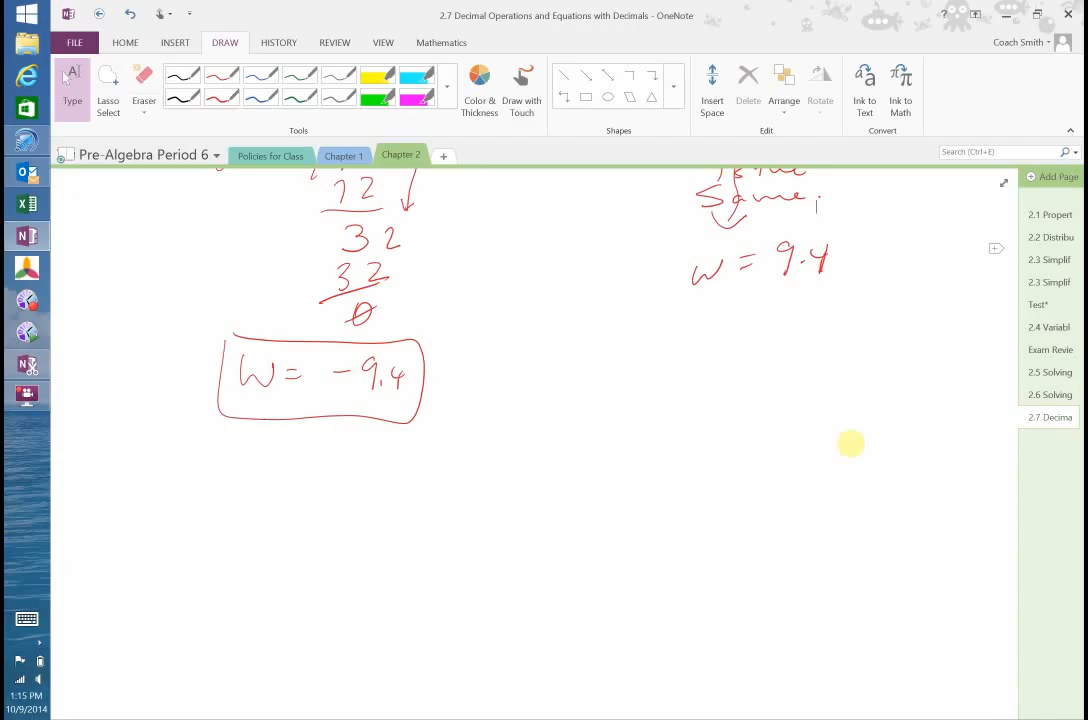 2.7 Decimal Operations and Equations with Decimals - OneNote
?
FILE HOME INSERT DRAW HISTORY REVIEW VIEW Mathematics
Coach Smith
Type
Lasso Select
Eraser
Color & Thickness
Draw with Touch
Insert Space
Delete
Arrange
Rotate
Ink to Text
Ink to Math
Tools
Shapes
Edit
Convert
Pre-Algebra Period 6
Policies for Class
Chapter 1
Chapter 2
Search (Ctrl+E)
Add Page
2.1 Propert
2.2 Distribu
2.3 Simplif
2.3 Simplif
Test*
2.4 Variabl
Exam Revie
2.5 Solving
2.6 Solving
2.7 Decima
12
32
32
0
w = -9.4
Same
w = 9.4
1:15 PM
10/9/2014